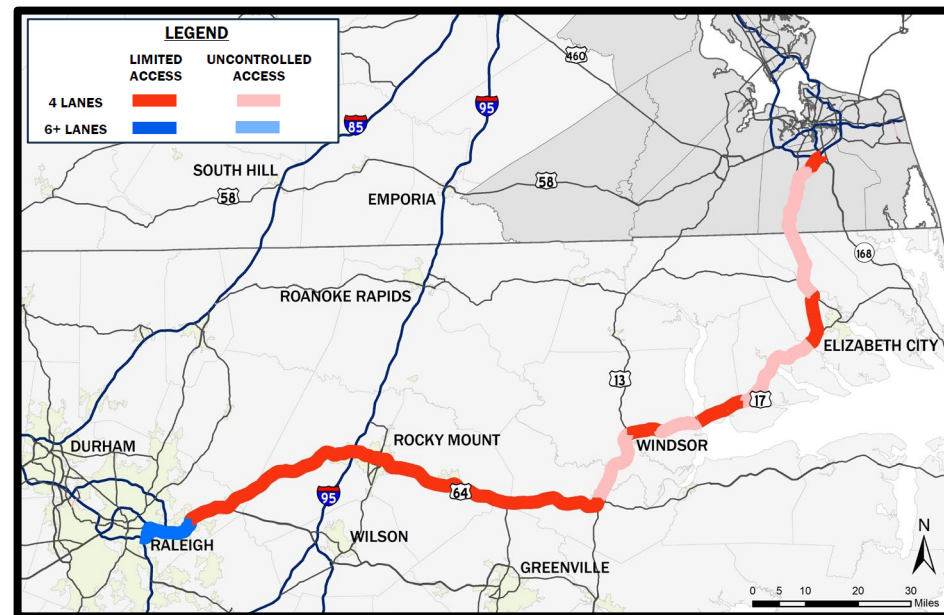 LEGEND
LIMITED ACCESS
UNCONTROLLED ACCESS
4 LANES
6+ LANES
460
95
85
SOUTH HILL
58
EMPORIA
58
168
ROANOKE RAPIDS
ELIZABETH CITY
13
17
DURHAM
ROCKY MOUNT
WINDSOR
64
95
RALEIGH
WILSON
GREENVILLE
N
0 5 10 20 30
Miles